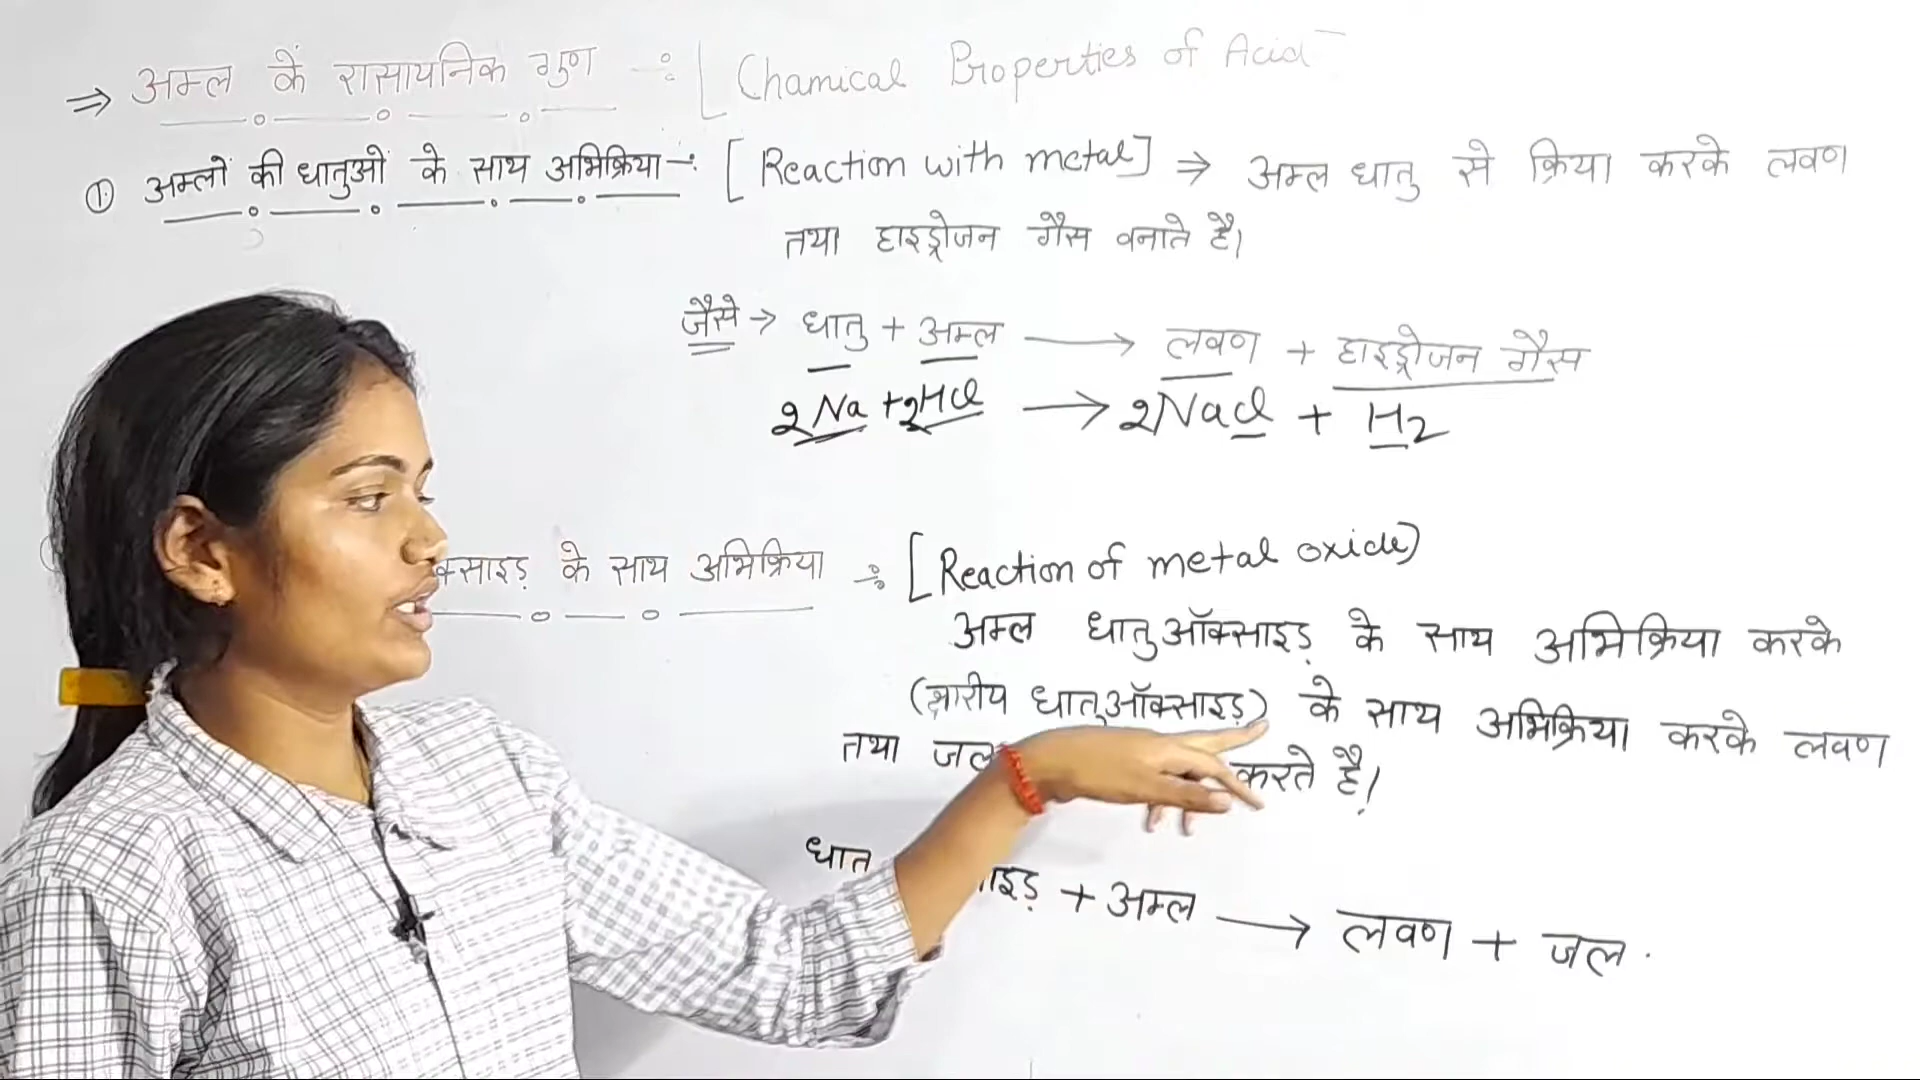 ⇒ अम्ल के रासायनिक गुण -: [Chamical Properties of Acid
① अम्लों की धातुओं के साथ अभिक्रिया -: [Reaction with metal] ⇒ अम्ल धातु से क्रिया करके लवण
तथा हाइड्रोजन गैस वनाते है।
जैसे → धातु + अम्ल ⟶ लवण + हाइड्रोजन गैस
2Na + 2HCl ⟶ 2NaCl + H₂
के साथ अभिक्रिया ÷ [Reaction of metal oxide)
अम्ल धातुऑक्साइड़ के साथ अभिक्रिया करके
(क्षारीय धातुऑक्साइड़) के साथ अभिक्रिया करके लवण
तथा जल करते है।
+ अम्ल ⟶ लवण + जल.